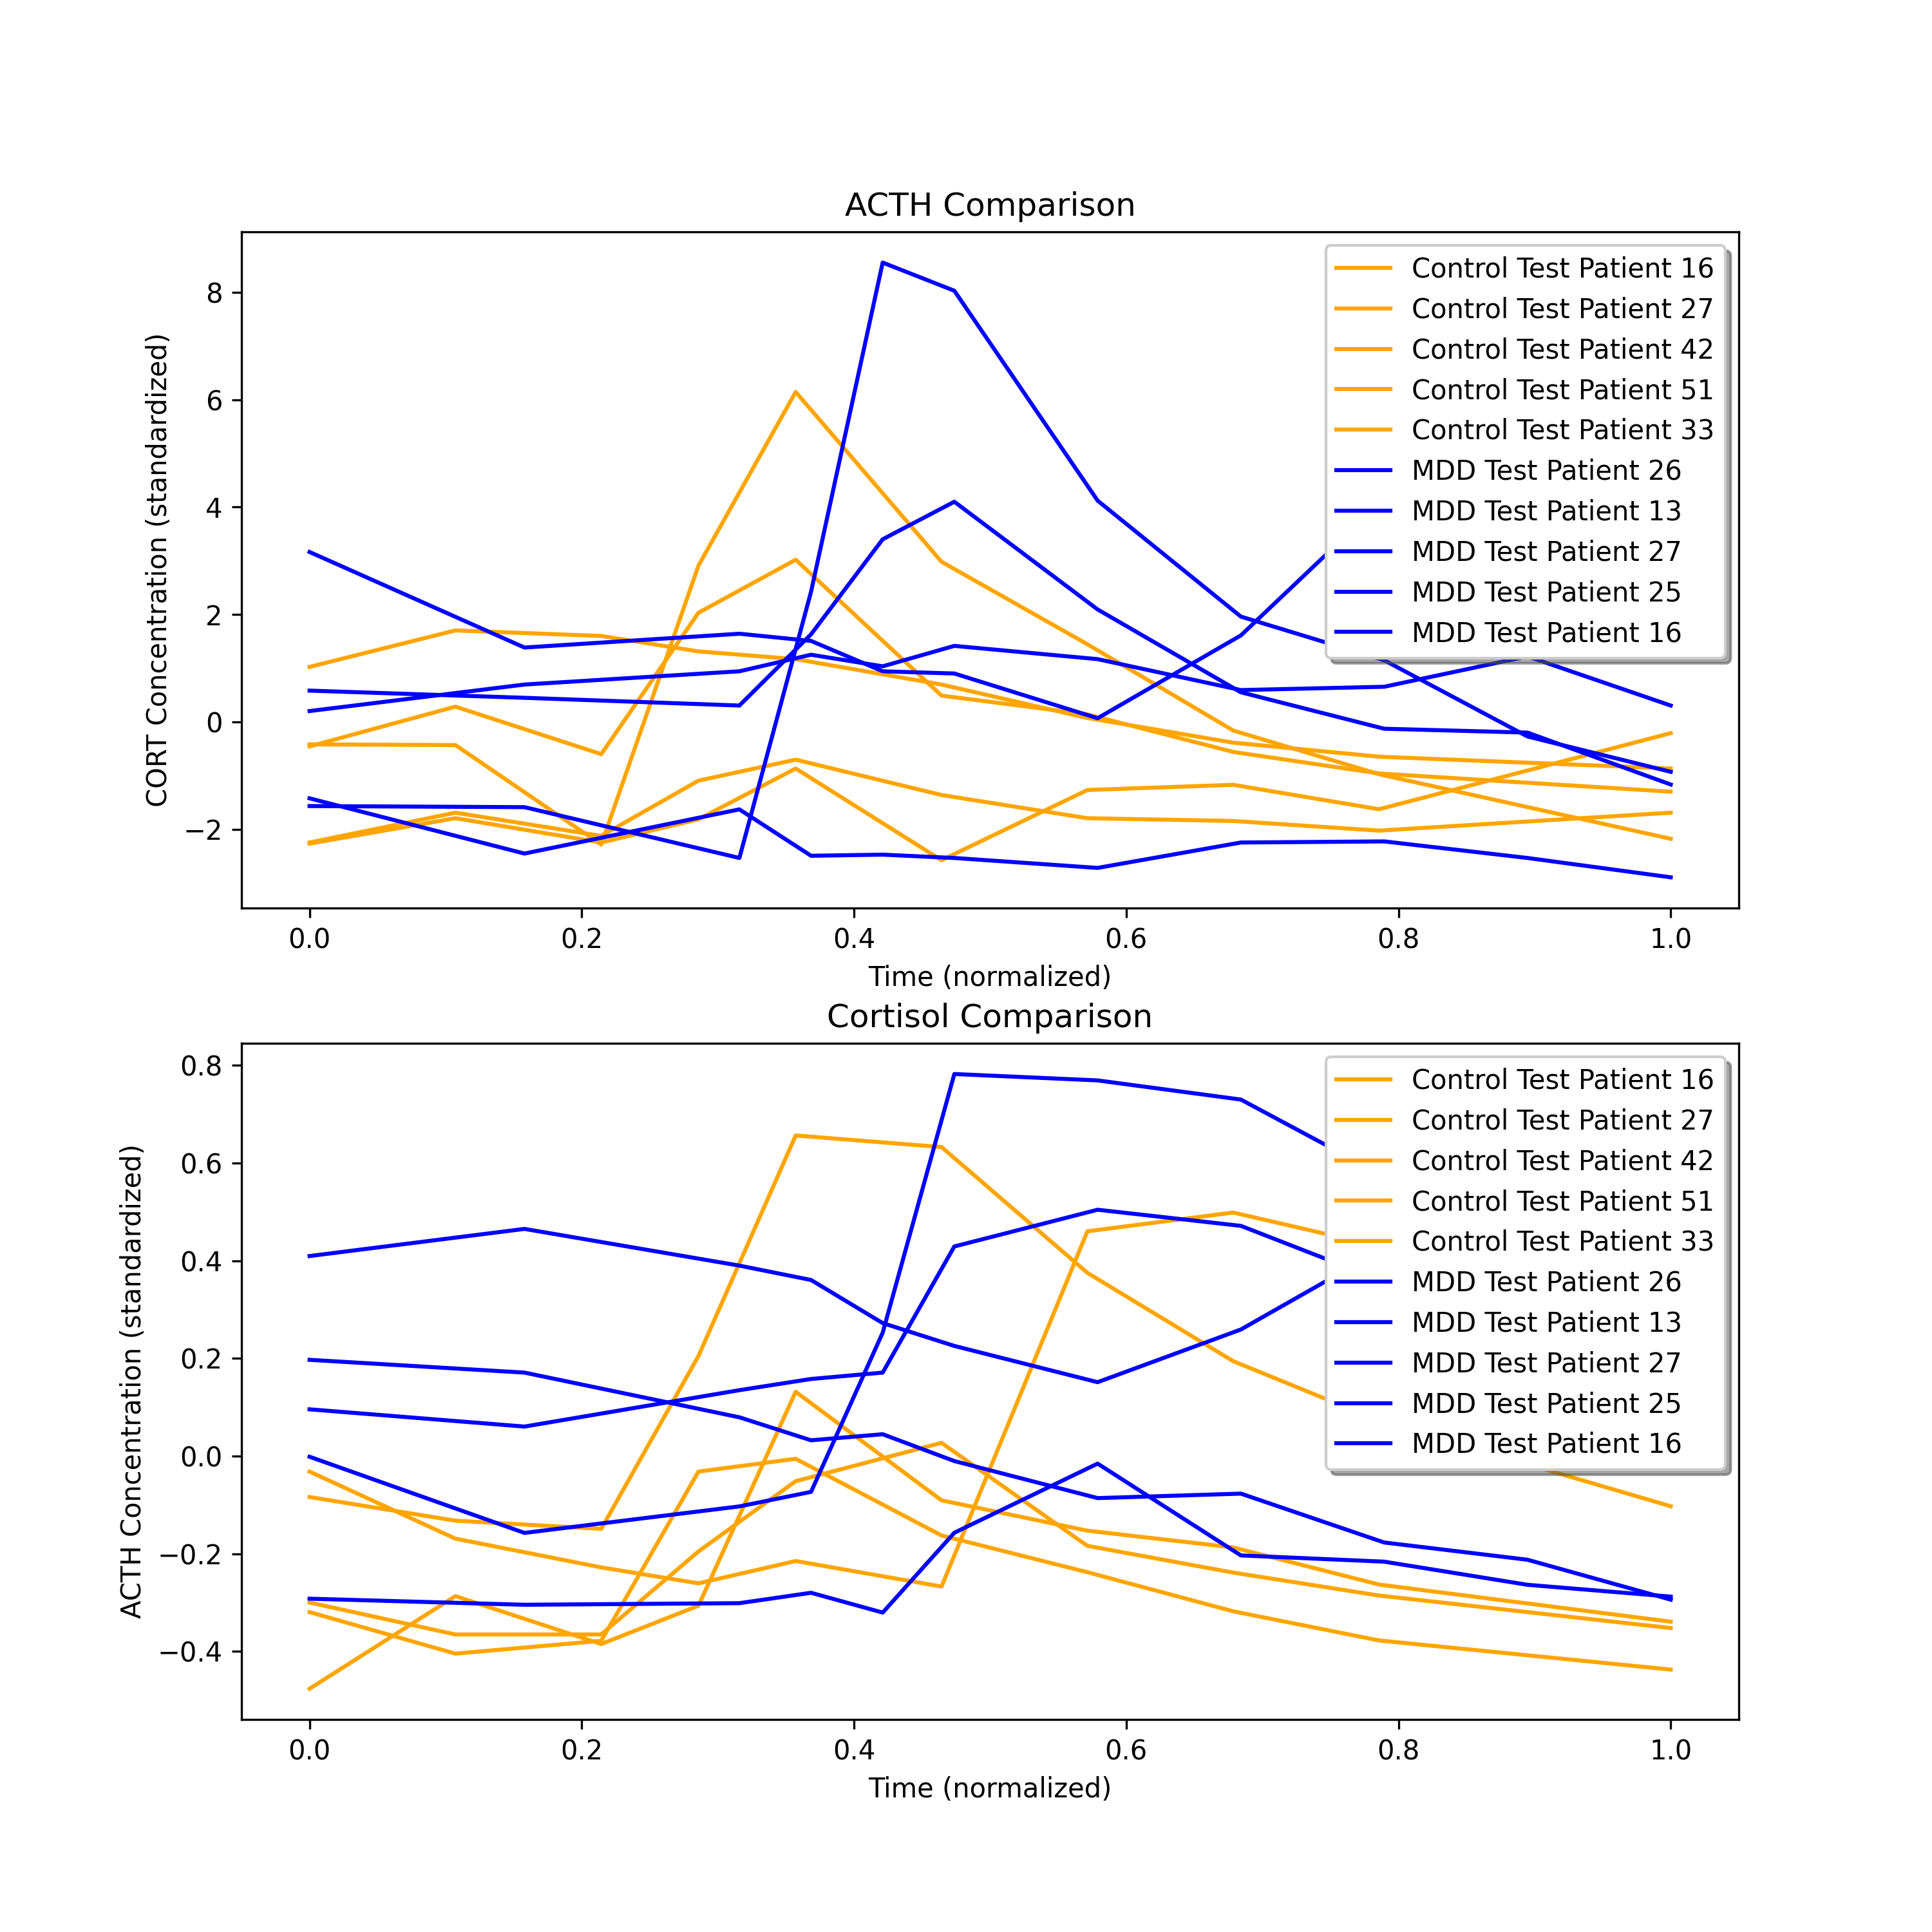 ACTH Comparison
CORT Concentration (standardized)
8
6
4
2
0
−2
Control Test Patient 16
Control Test Patient 27
Control Test Patient 42
Control Test Patient 51
Control Test Patient 33
MDD Test Patient 26
MDD Test Patient 13
MDD Test Patient 27
MDD Test Patient 25
MDD Test Patient 16
0.0 0.2 0.4 0.6 0.8 1.0
Time (normalized)
Cortisol Comparison
ACTH Concentration (standardized)
0.8
0.6
0.4
0.2
0.0
−0.2
−0.4
Control Test Patient 16
Control Test Patient 27
Control Test Patient 42
Control Test Patient 51
Control Test Patient 33
MDD Test Patient 26
MDD Test Patient 13
MDD Test Patient 27
MDD Test Patient 25
MDD Test Patient 16
0.0 0.2 0.4 0.6 0.8 1.0
Time (normalized)